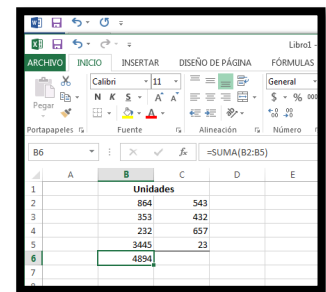 Libro1 -
ARCHIVO INICIO INSERTAR DISEÑO DE PÁGINA FÓRMULAS
Pegar Calibri 11 General
N K S A A $ % 000
Portapapeles Fuente Alineación Número
B6 fx =SUMA(B2:B5)
A B C D E
1 Unidades
2 864 543
3 353 432
4 232 657
5 3445 23
6 4894
7